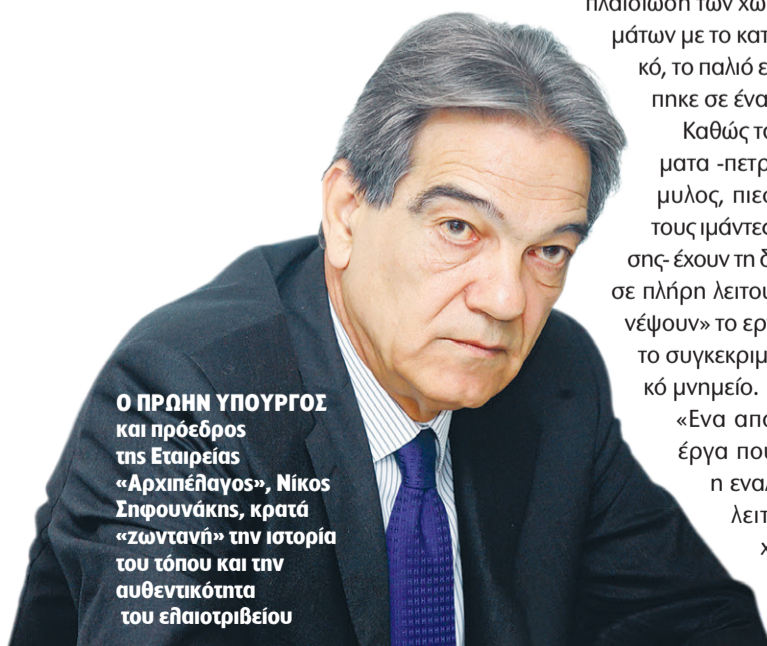 πλαισίωση των χω
μάτων με το κατ
κό, το παλιό ε
πηκε σε ένα
Καθώς το
ματα -πετρ
μυλος, πιεσ
τους ιμάντες
σης- έχουν τη δ
σε πλήρη λειτου
νέψουν» το ερ
το συγκεκριμ
κό μνημείο.
«Ενα απο
έργα που
η εναλ
λειτ
χ
Ο ΠΡΩΗΝ ΥΠΟΥΡΓΟΣ
και πρόεδρος
της Εταιρείας
«Αρχιπέλαγος», Νίκος
Σηφουνάκης, κρατά
«ζωντανή» την ιστορία
του τόπου και την
αυθεντικότητα
του ελαιοτριβείου